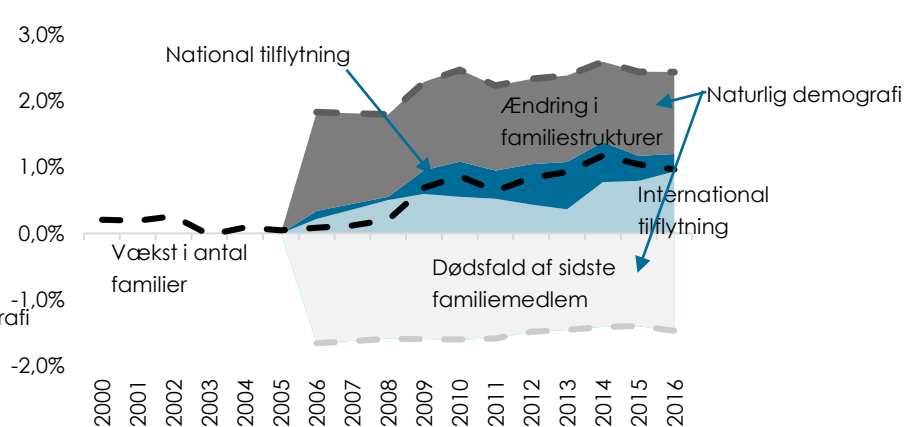 3,0%
National tilflytning
2,0%
Ændring i
familiestrukturer
Naturlig demografi
1,0%
International
tilflytning
0,0%
Vækst i antal
familier
Dødsfald af sidste
familiemedlem
-1,0%
rafi
-2,0%
2000
2001
2002
2003
2004
2005
2006
2007
2008
2009
2010
2011
2012
2013
2014
2015
2016